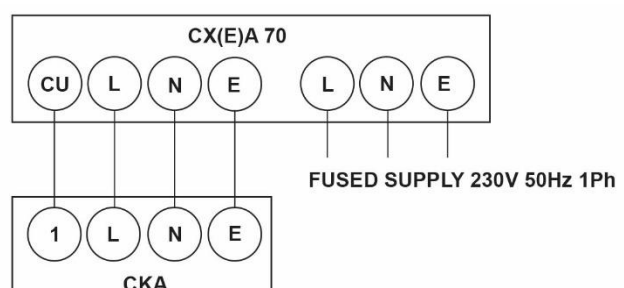 CX(E)A 70
CU L N E L N E
FUSED SUPPLY 230V 50Hz 1Ph
1 L N E
CKA